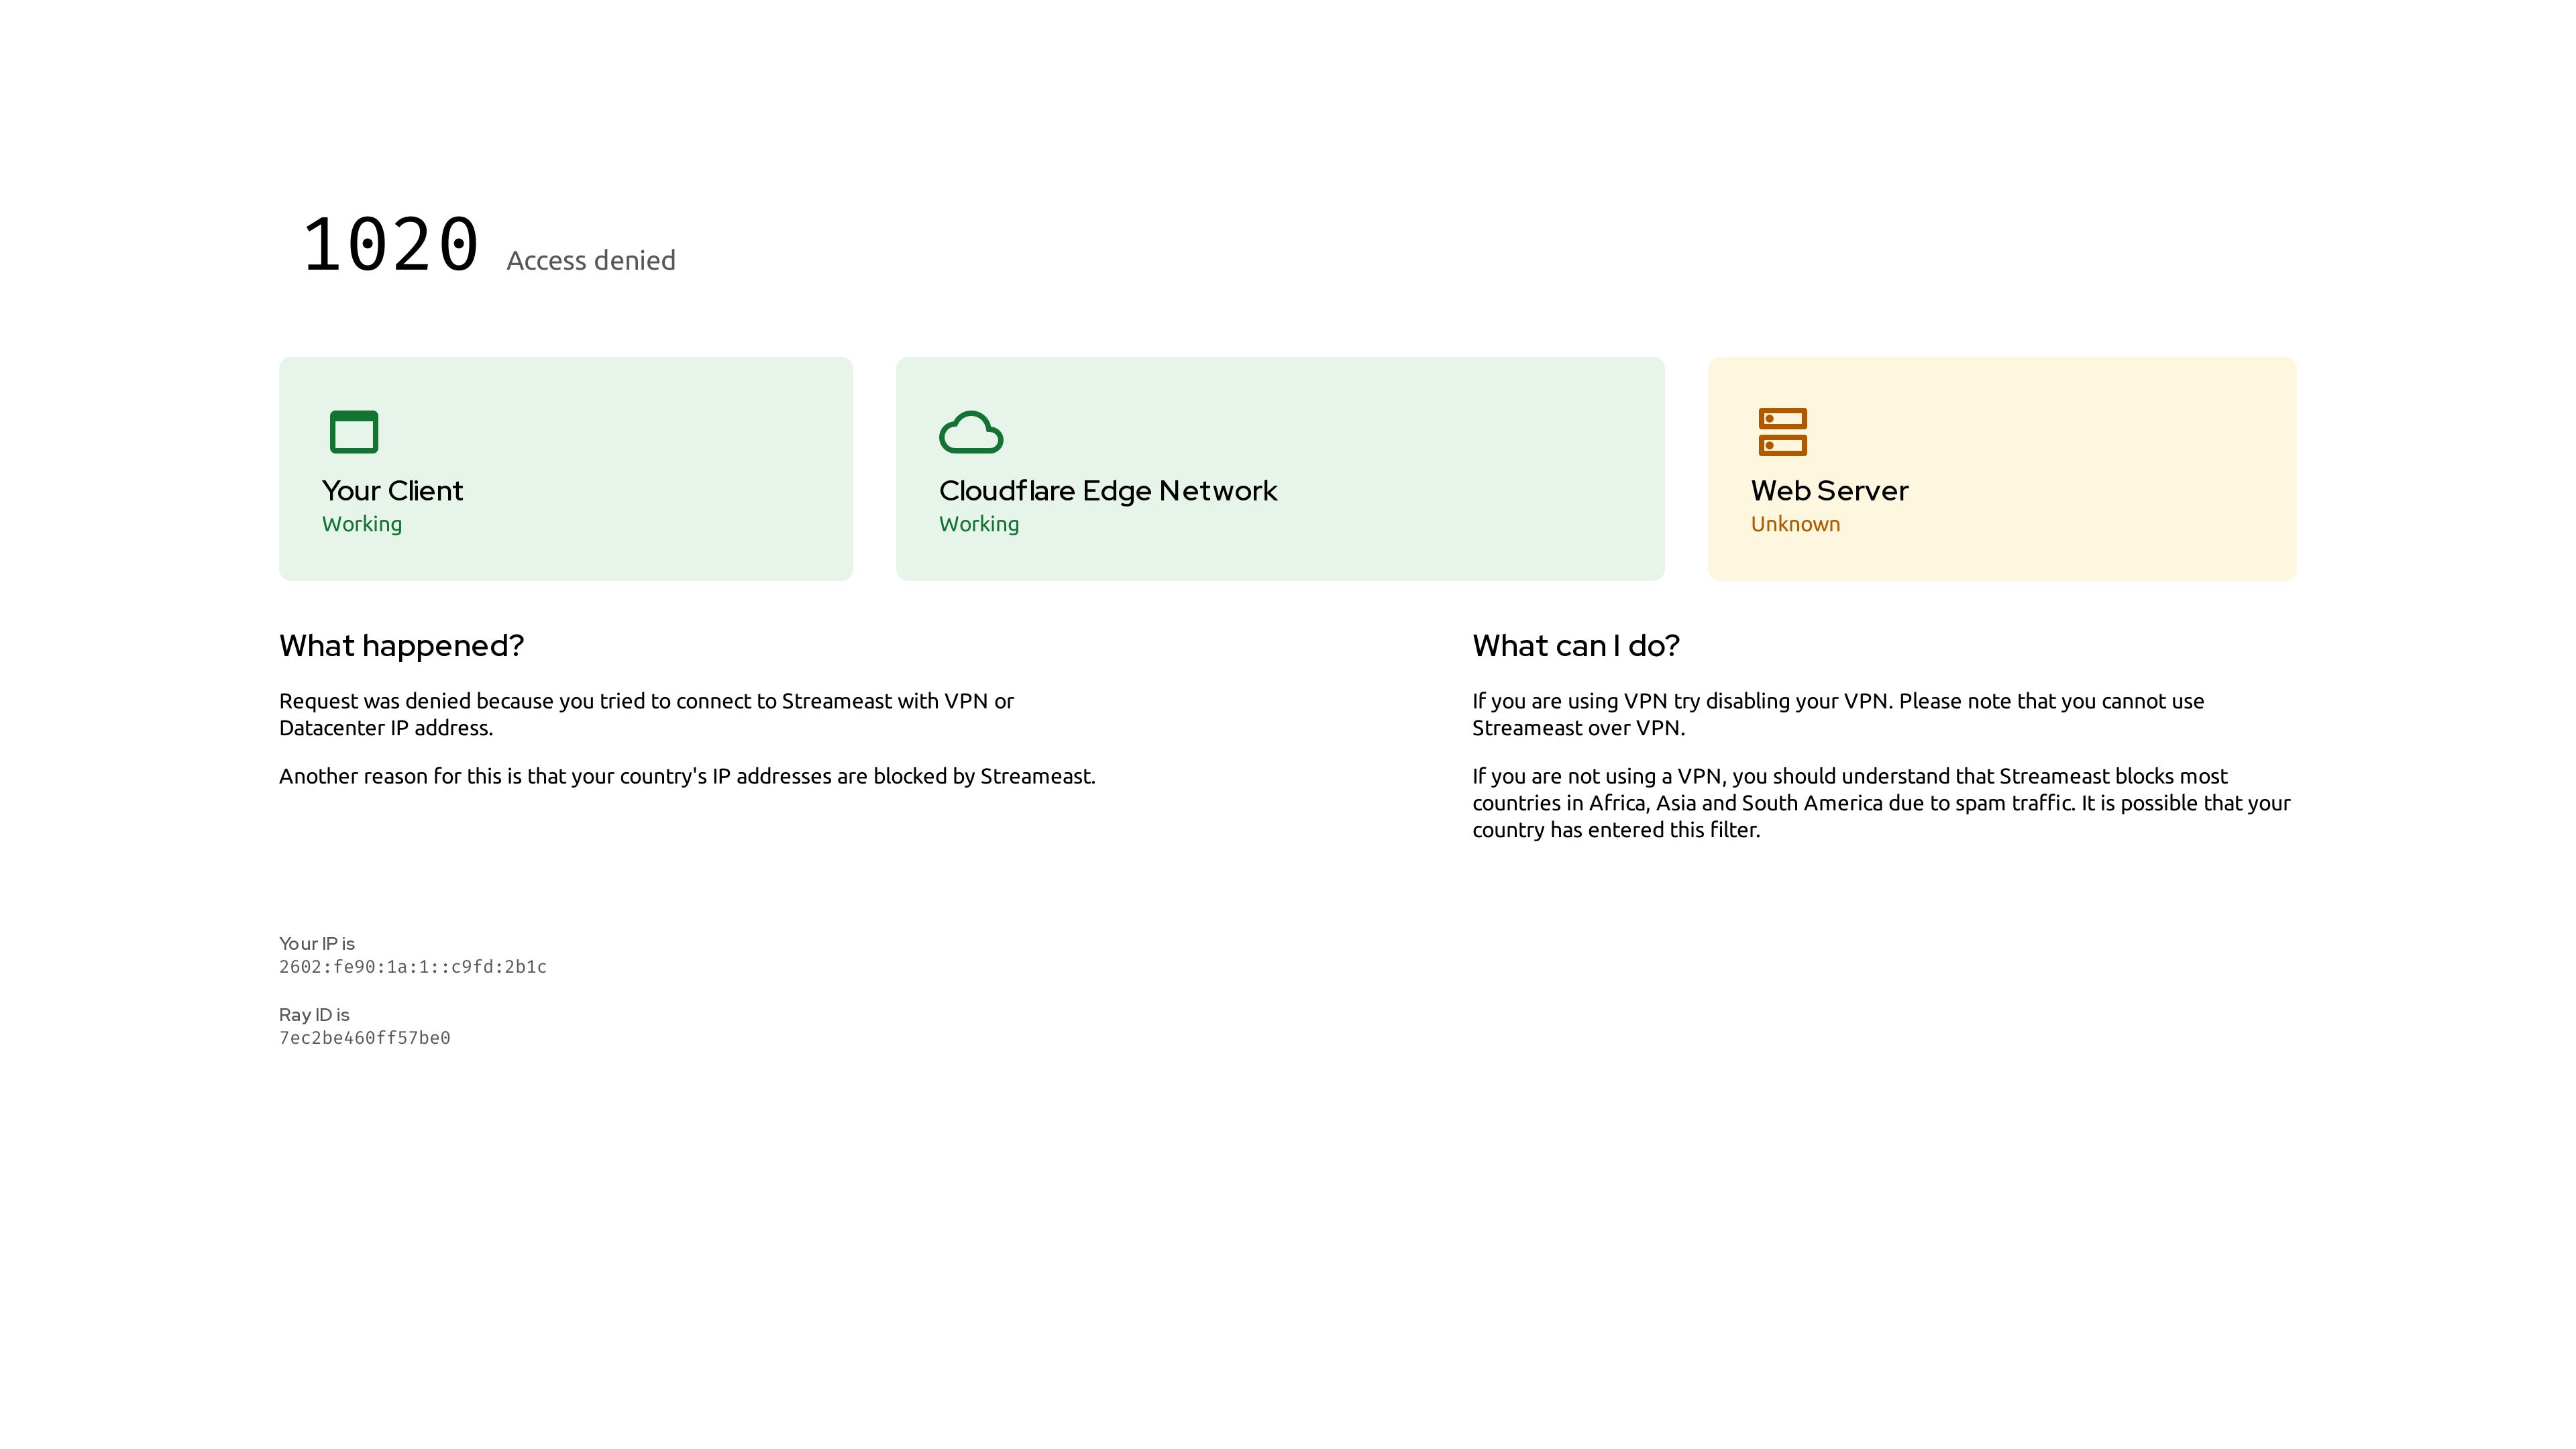 1020 Access denied
Your Client
Working
Cloudflare Edge Network
Working
Web Server
Unknown
What happened?
Request was denied because you tried to connect to Streameast with VPN or
Datacenter IP address.
Another reason for this is that your country's IP addresses are blocked by Streameast.
What can I do?
If you are using VPN try disabling your VPN. Please note that you cannot use
Streameast over VPN.
If you are not using a VPN, you should understand that Streameast blocks most
countries in Africa, Asia and South America due to spam traffic. It is possible that your
country has entered this filter.
Your IP is
2602:fe90:1a:1::c9fd:2b1c
Ray ID is
7ec2be460ff57be0